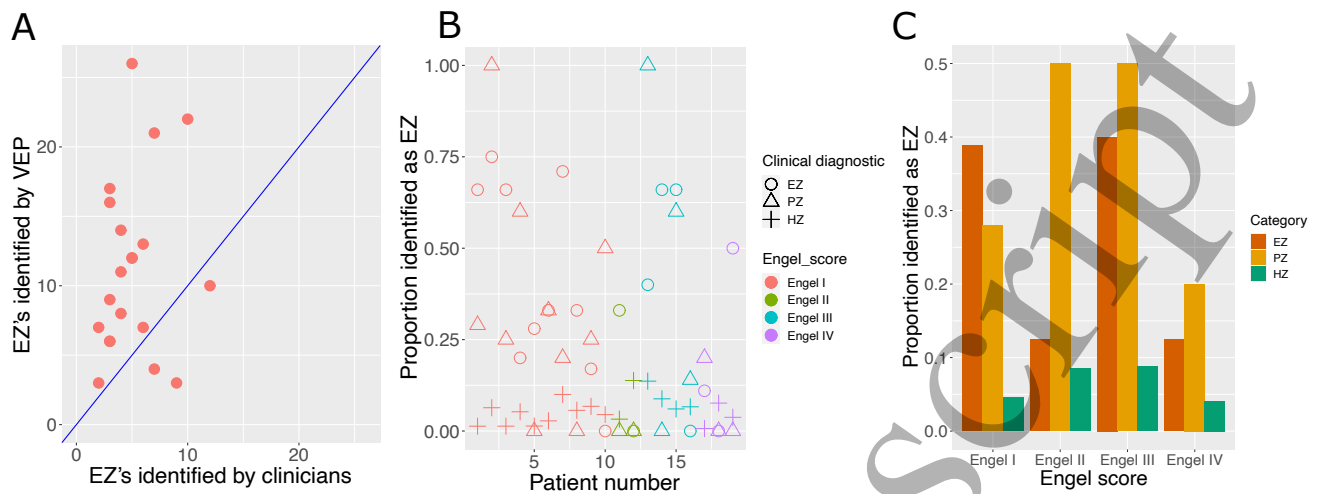 A
EZ's identified by VEP
20
10
0
0
10
20
EZ's identified by clinicians
B
Proportion identified as EZ
1.00
0.75
0.50
0.25
0.00
5
10
15
Patient number
Clinical diagnostic
EZ
PZ
HZ
Engel_score
Engel I
Engel II
Engel III
Engel IV
C
Proportion identified as EZ
0.5
0.4
0.3
0.2
0.1
0.0
Engel I Engel II Engel III Engel IV
Engel score
Category
EZ
PZ
HZ
script